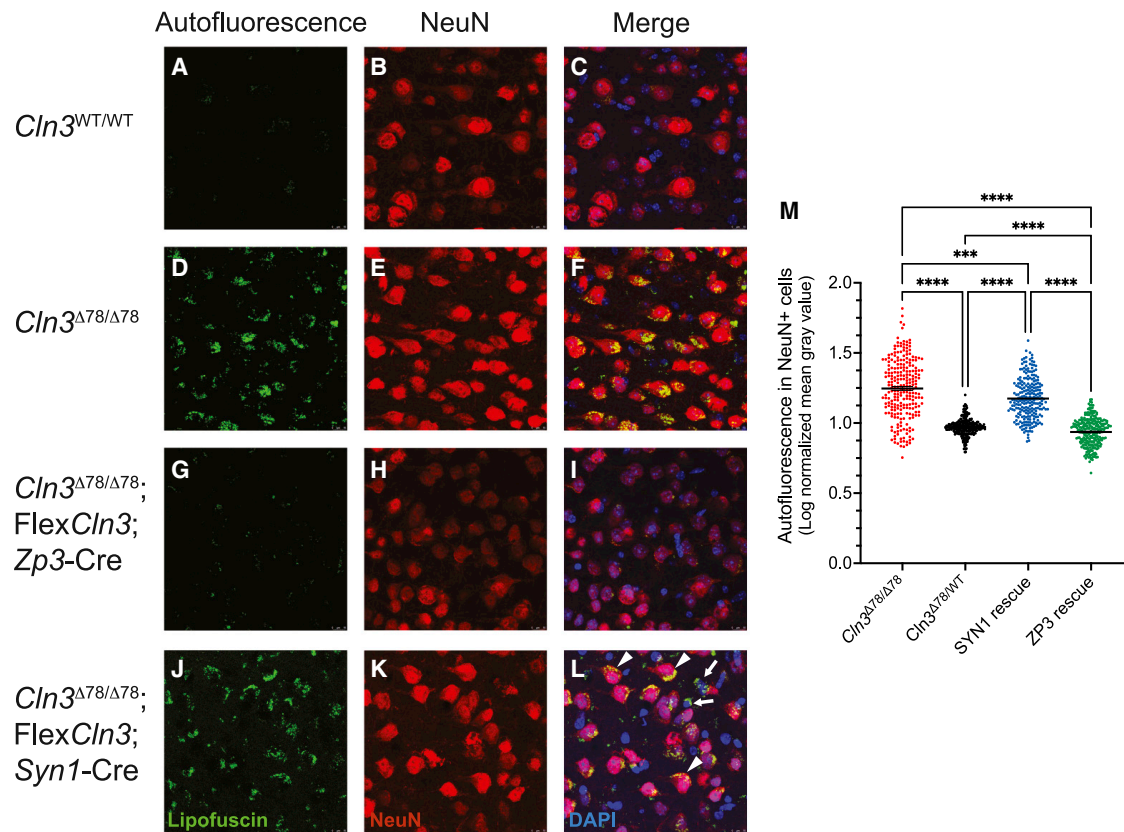 Autofluorescence NeuN Merge
Cln3WT/WT
A B C
Cln3Δ78/Δ78
D E F
Cln3Δ78/Δ78;
FlexCln3;
Zp3-Cre
G H I
Cln3Δ78/Δ78;
FlexCln3;
Syn1-Cre
J K L
Lipofuscin NeuN DAPI
M
****
****
***
**** **** ****
Autofluorescence in NeuN+ cells
(Log normalized mean gray value)
2.0
1.5
1.0
0.5
0.0
Cln3Δ78/Δ78
Cln3Δ78/WT
SYN1 rescue
ZP3 rescue